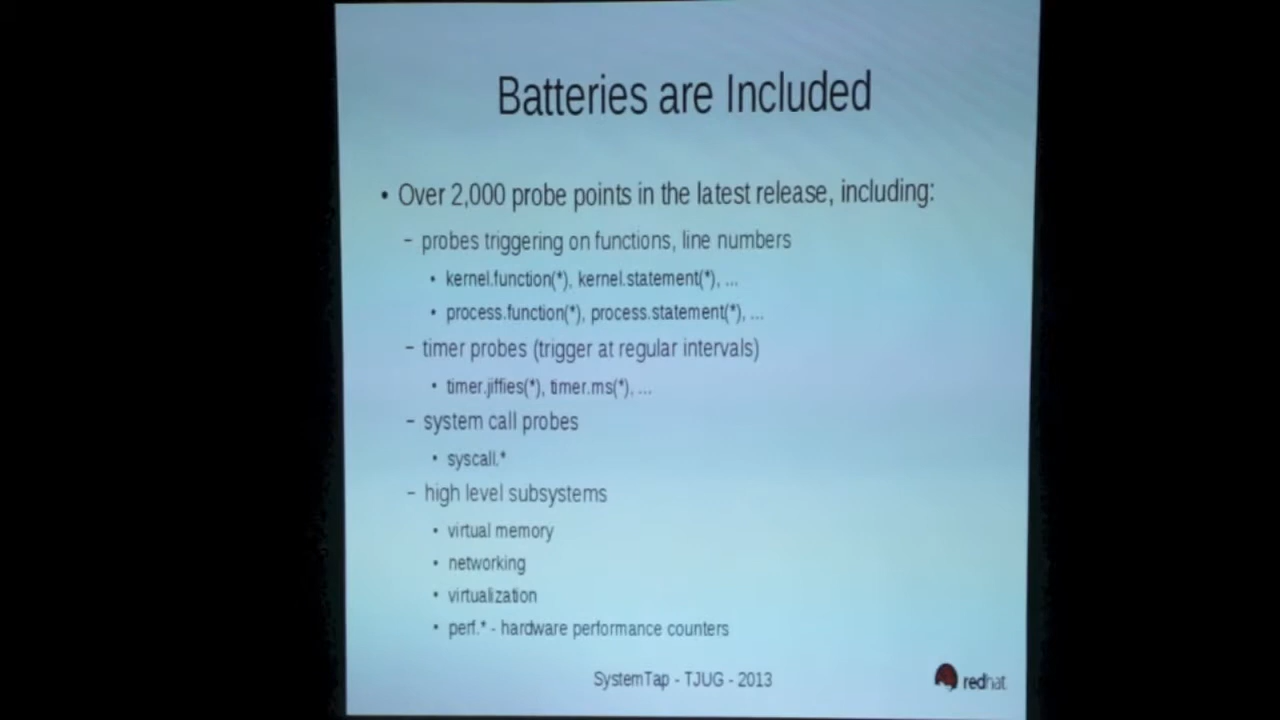 Batteries are Included
• Over 2,000 probe points in the latest release, including:
– probes triggering on functions, line numbers
• kernel.function(*), kernel.statement(*), ...
• process.function(*), process.statement(*), ...
– timer probes (trigger at regular intervals)
• timer.jiffies(*), timer.ms(*), ...
– system call probes
• syscall.*
– high level subsystems
• virtual memory
• networking
• virtualization
• perf.* - hardware performance counters
SystemTap - TJUG - 2013
redhat